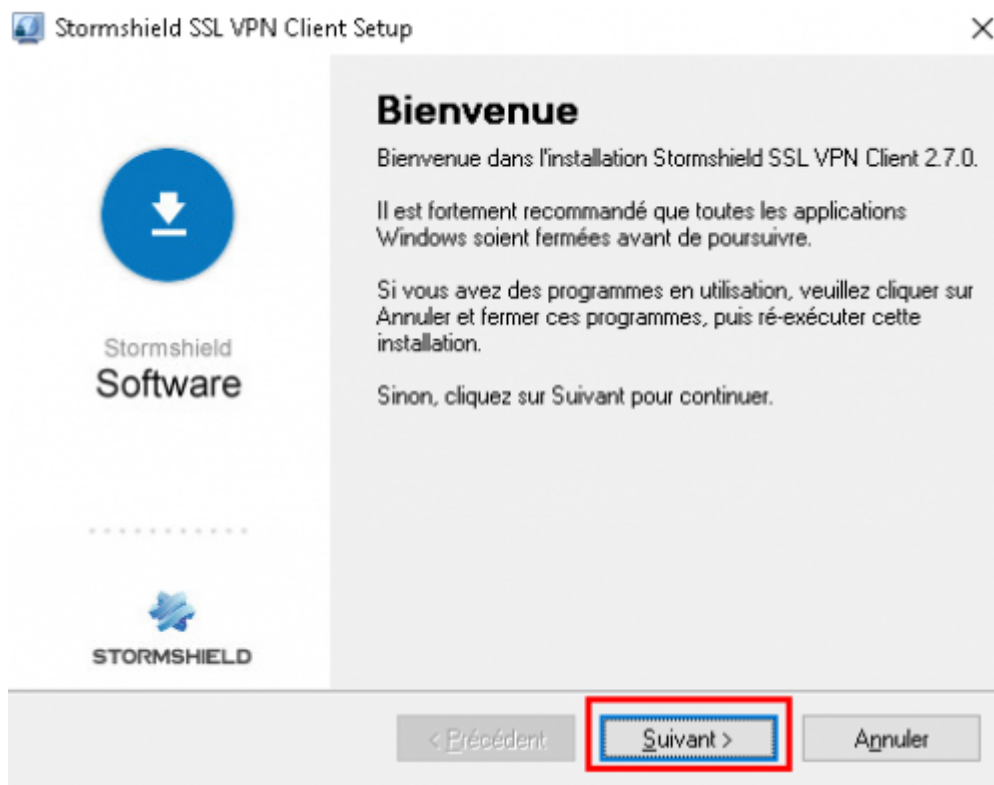 Stormshield SSL VPN Client Setup
Bienvenue
Bienvenue dans l'installation Stormshield SSL VPN Client 2.7.0.
Il est fortement recommandé que toutes les applications
Windows soient fermées avant de poursuivre.
Si vous avez des programmes en utilisation, veuillez cliquer sur
Annuler et fermer ces programmes, puis ré-exécuter cette
installation.
Sinon, cliquez sur Suivant pour continuer.
Stormshield
Software
STORMSHIELD
< Précédent
Suivant >
Annuler